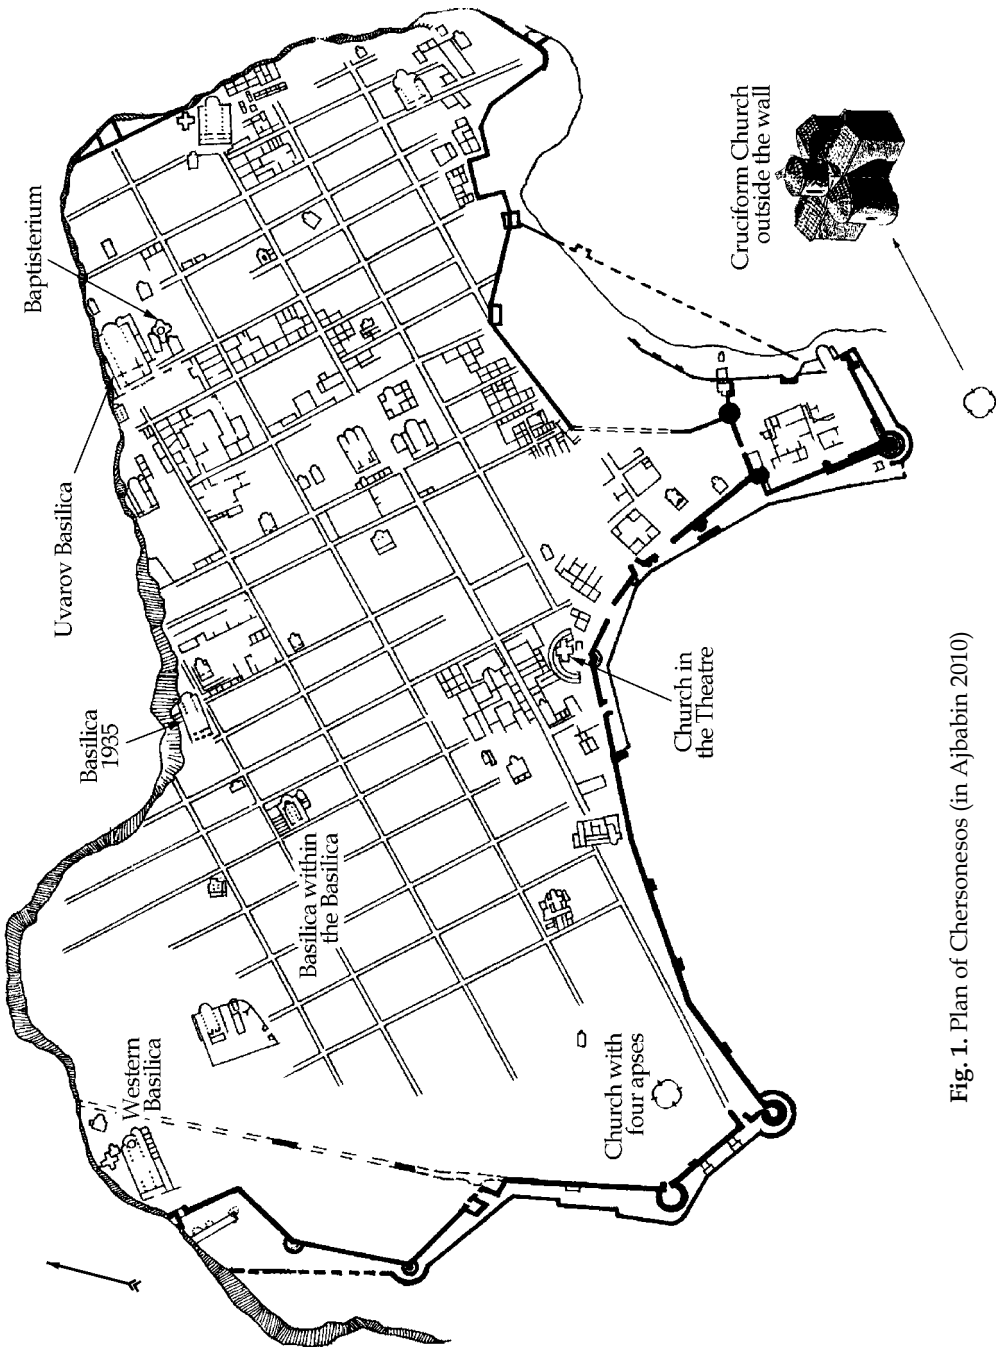 Western
Basilica
Basilica
1935
Uvarov Basilica
Baptisterium
Basilica within
the Basilica
Church with
four apses
Church in
the Theatre
Cruciform Church
outside the wall
Fig. 1. Plan of Chersonesos (in Ajbabin 2010)